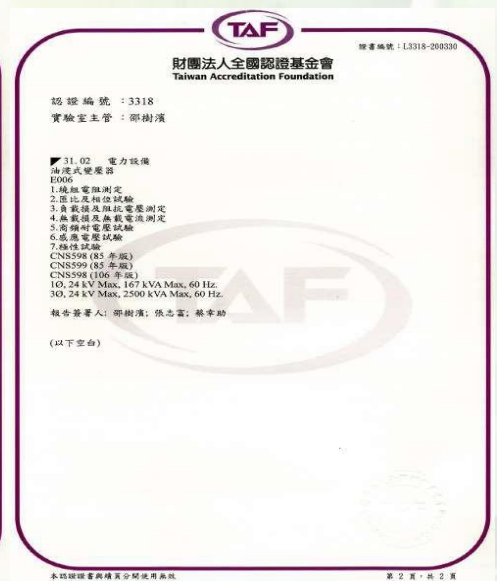 TAF
證書編號：L3318-200330
財團法人全國認證基金會
Taiwan Accreditation Foundation
認證編號：3318
實驗室主管：邵樹濱
31.02 電力設備
油浸式變壓器
E006
1.繞組電阻測定
2.匝比及相位試驗
3.負載損及阻抗電壓測定
4.無載損及無載電流測定
5.商頻耐電壓試驗
6.感應電壓試驗
7.極性試驗
CNS598 (85 年版)
CNS599 (85 年版)
CNS598 (106 年版)
1Ø, 24 kV Max, 167 kVA Max, 60 Hz.
3Ø, 24 kV Max, 2500 kVA Max, 60 Hz.
報告簽署人: 邵樹濱; 張志富; 蔡幸助
(以下空白)
TAF
本認證證書與續頁分開使用無效
第 2 頁，共 2 頁